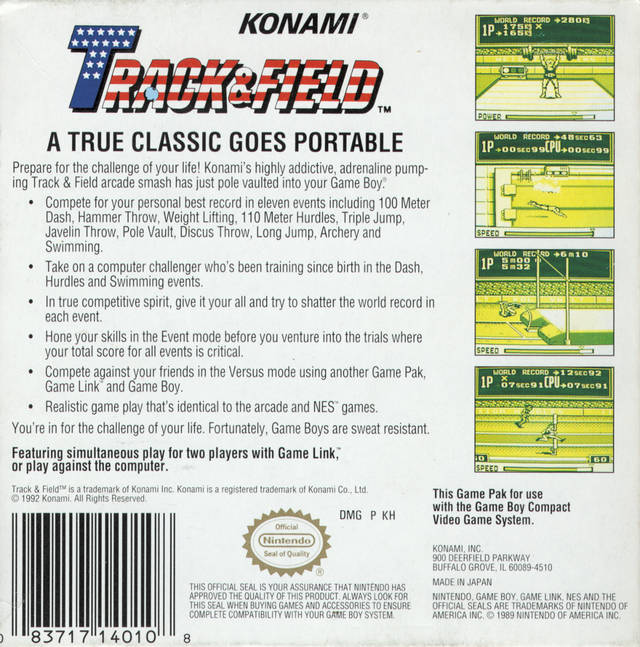 KONAMI®
TRACK & FIELD™
A TRUE CLASSIC GOES PORTABLE
Prepare for the challenge of your life! Konami's highly addictive, adrenaline pump-
ing Track & Field arcade smash has just pole vaulted into your Game Boy.®
• Compete for your personal best record in eleven events including 100 Meter
Dash, Hammer Throw, Weight Lifting, 110 Meter Hurdles, Triple Jump,
Javelin Throw, Pole Vault, Discus Throw, Long Jump, Archery and
Swimming.
• Take on a computer challenger who's been training since birth in the Dash,
Hurdles and Swimming events.
• In true competitive spirit, give it your all and try to shatter the world record in
each event.
• Hone your skills in the Event mode before you venture into the trials where
your total score for all events is critical.
• Compete against your friends in the Versus mode using another Game Pak,
Game Link™ and Game Boy.
• Realistic game play that's identical to the arcade and NES™ games.
You're in for the challenge of your life. Fortunately, Game Boys are sweat resistant.
Featuring simultaneous play for two players with Game Link,™
or play against the computer.
Track & Field™ is a trademark of Konami Inc. Konami is a registered trademark of Konami Co., Ltd.
© 1992 Konami. All Rights Reserved.
0 83717 14010 8
Official
Nintendo
Seal of Quality
®
DMG P KH
THIS OFFICIAL SEAL IS YOUR ASSURANCE THAT NINTENDO HAS
APPROVED THE QUALITY OF THIS PRODUCT. ALWAYS LOOK FOR
THIS SEAL WHEN BUYING GAMES AND ACCESSORIES TO ENSURE
COMPLETE COMPATIBILITY WITH YOUR GAME BOY SYSTEM.
WORLD RECORD →280KG
1P 175KG X
→165KG
POWER
WORLD RECORD →48SEC63
1P →00SEC99 CPU →00SEC99
SPEED
WORLD RECORD →6m10
1P 5m00
5m32
SPEED
WORLD RECORD →12SEC92
1P X 07SEC91 CPU →07SEC91
60
SPEED
This Game Pak for use
with the Game Boy Compact
Video Game System.
KONAMI, INC.
900 DEERFIELD PARKWAY
BUFFALO GROVE, IL 60089-4510
MADE IN JAPAN
NINTENDO, GAME BOY, GAME LINK, NES AND THE
OFFICIAL SEALS ARE TRADEMARKS OF NINTENDO OF
AMERICA INC. © 1989 NINTENDO OF AMERICA INC.